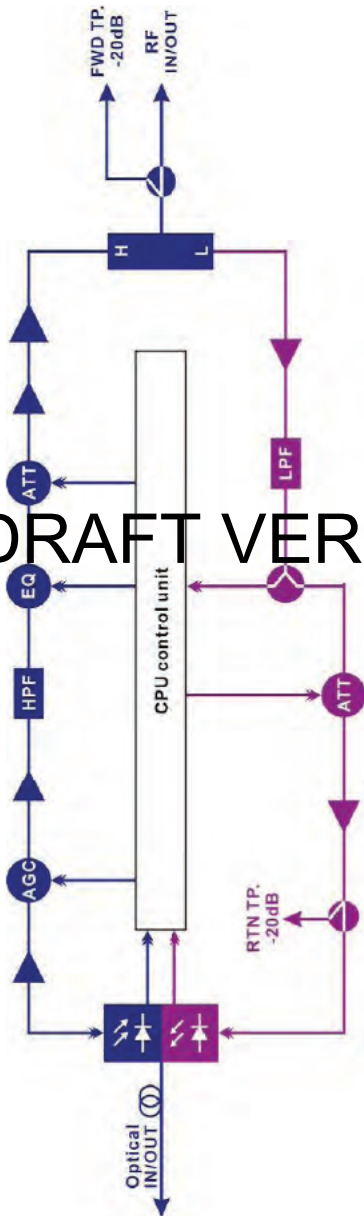 FWD TP.
-20dB
RF
IN/OUT
H
L
ATT
EQ
HPF
AGC
LPF
CPU control unit
ATT
RTN TP.
-20dB
Optical
IN/OUT
DRAFT VER